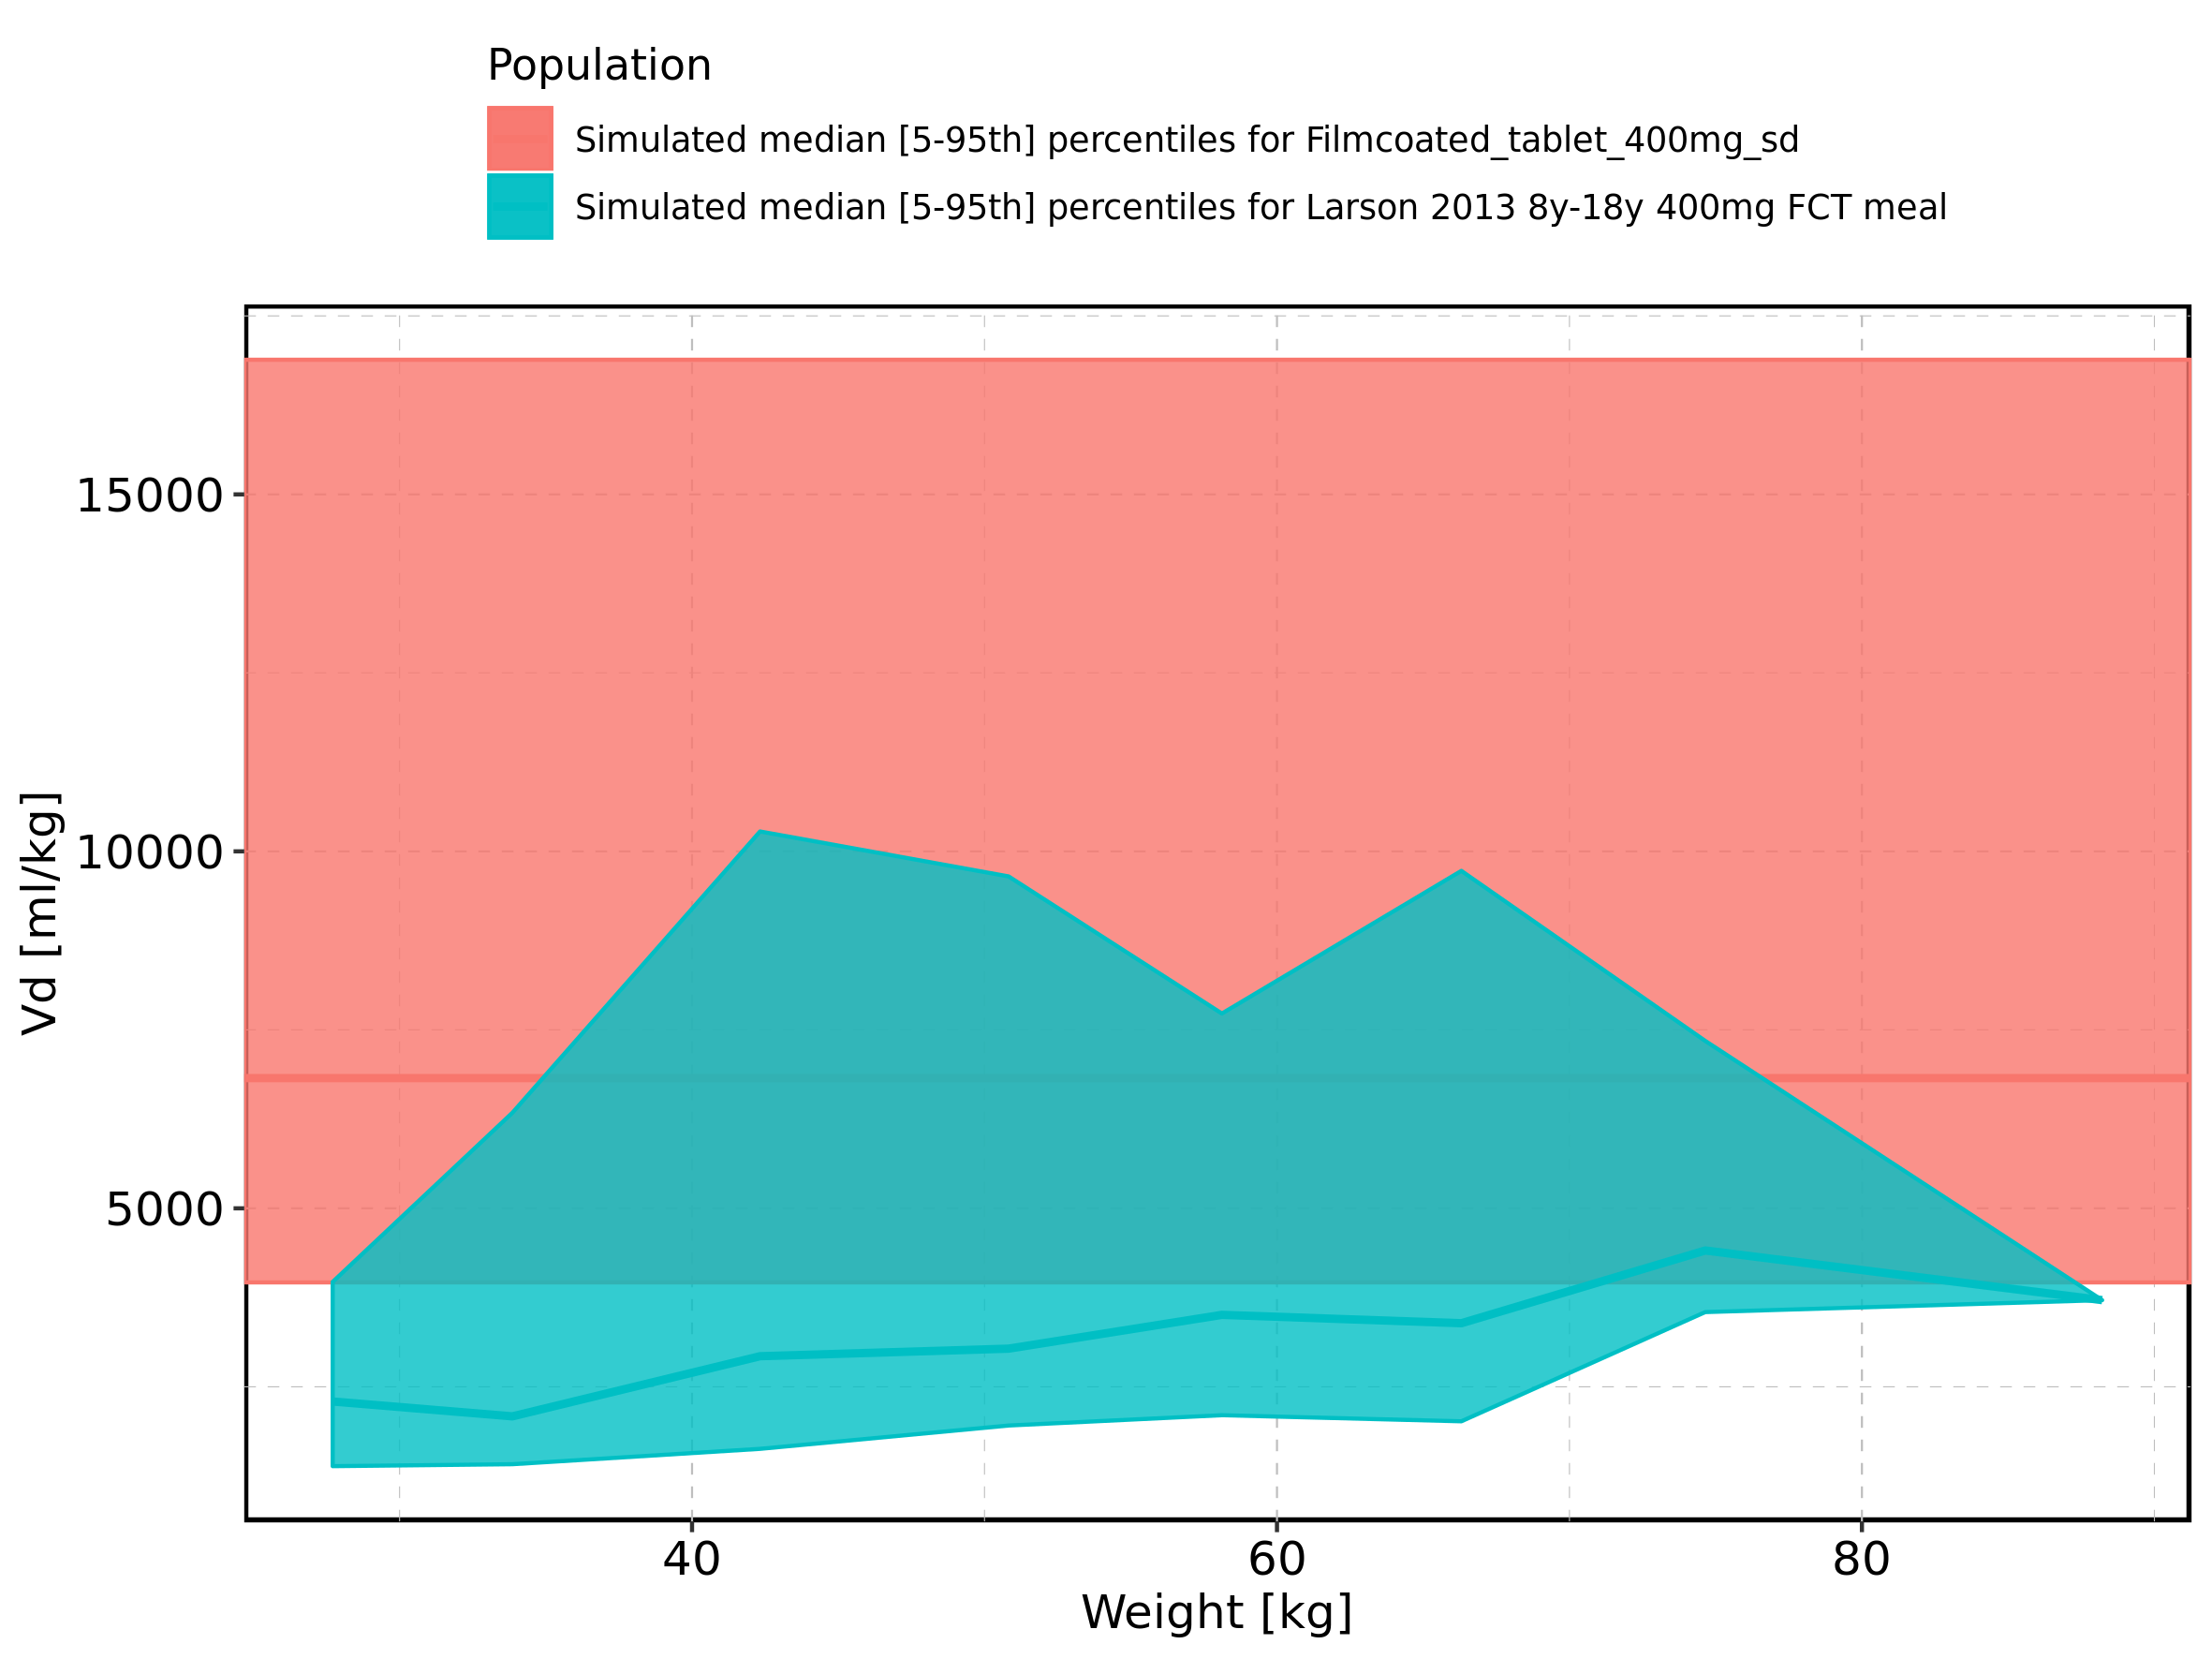 Population
Simulated median [5-95th] percentiles for Filmcoated_tablet_400mg_sd
Simulated median [5-95th] percentiles for Larson 2013 8y-18y 400mg FCT meal
15000
10000
5000
Vd [ml/kg]
40 60 80
Weight [kg]